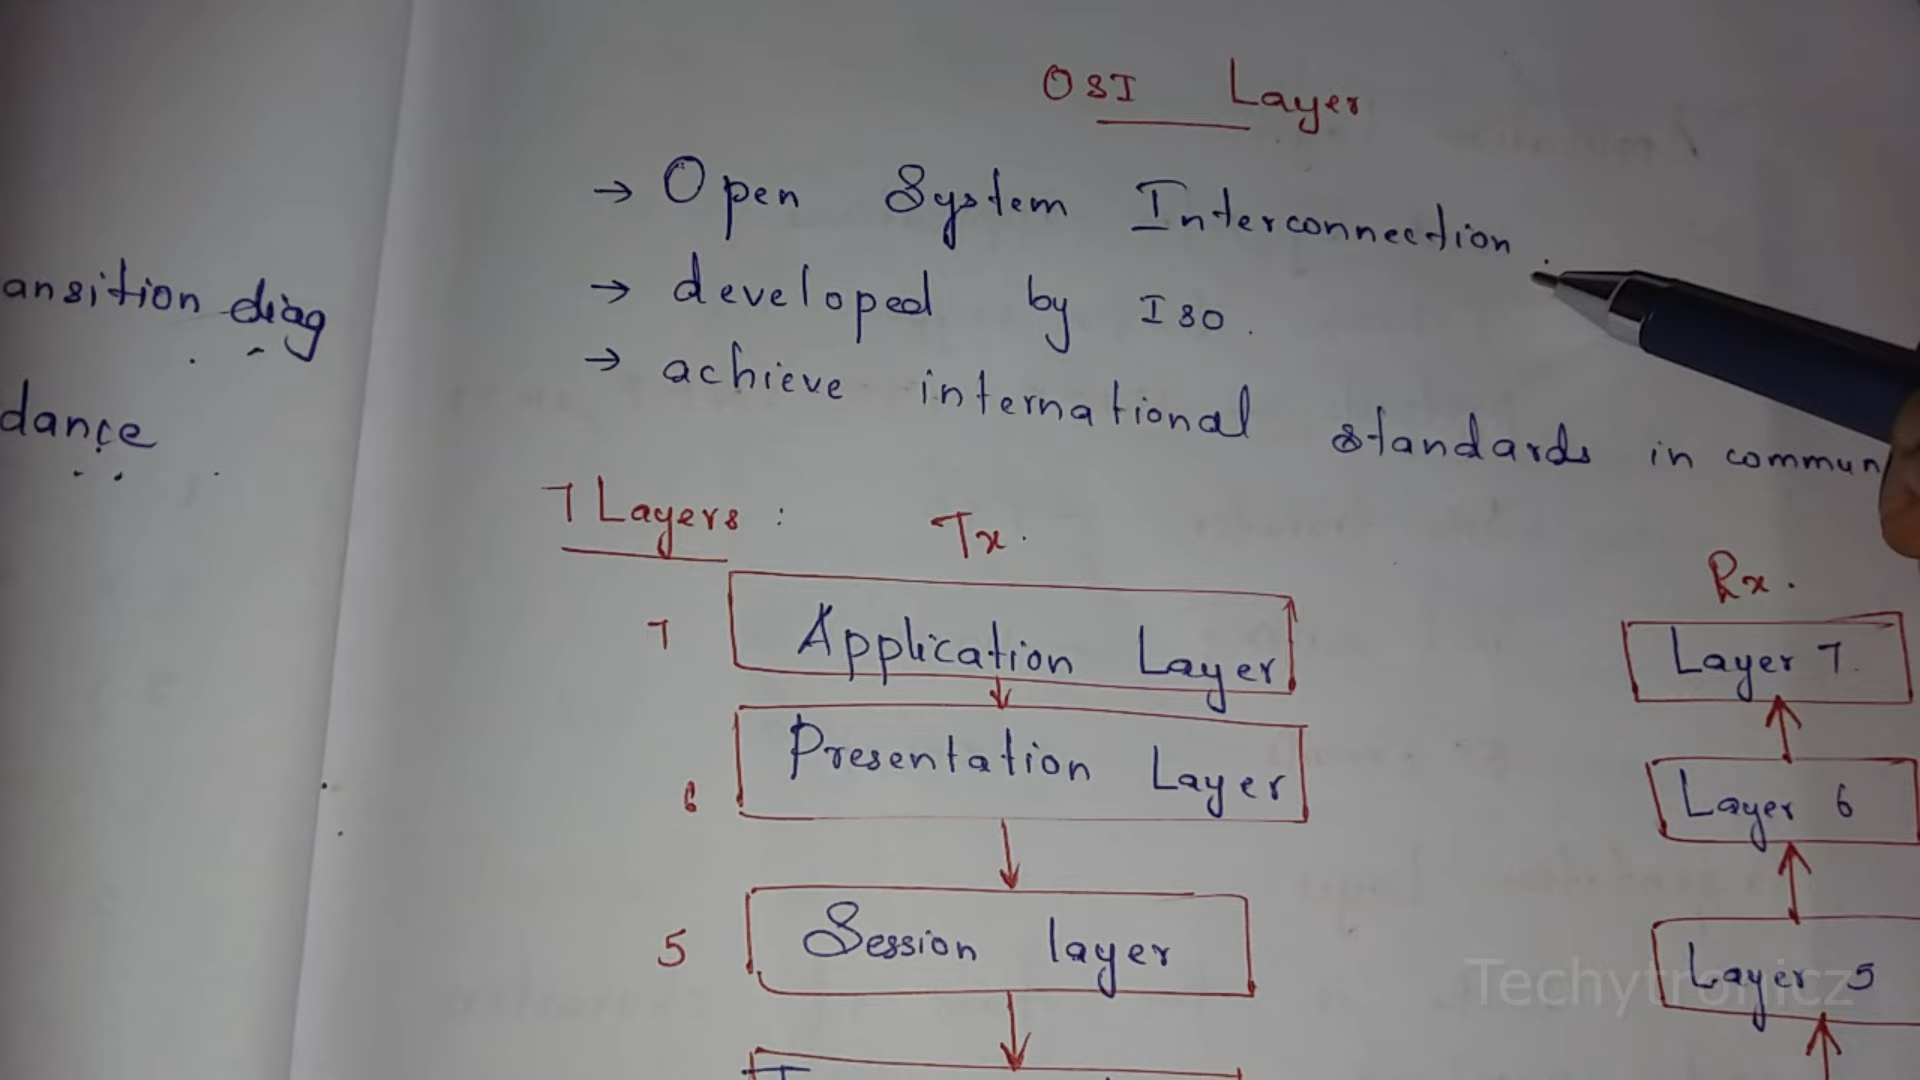 OSI Layer
→ Open System Interconnection.
→ developed by ISO.
→ achieve international standards in commun
ansition diag
dance
7 Layers :
Tx.
Rx.
7 Application Layer
Layer 7.
6 Presentation Layer
Layer 6
5 Session layer
Layer 5
Techytronicz